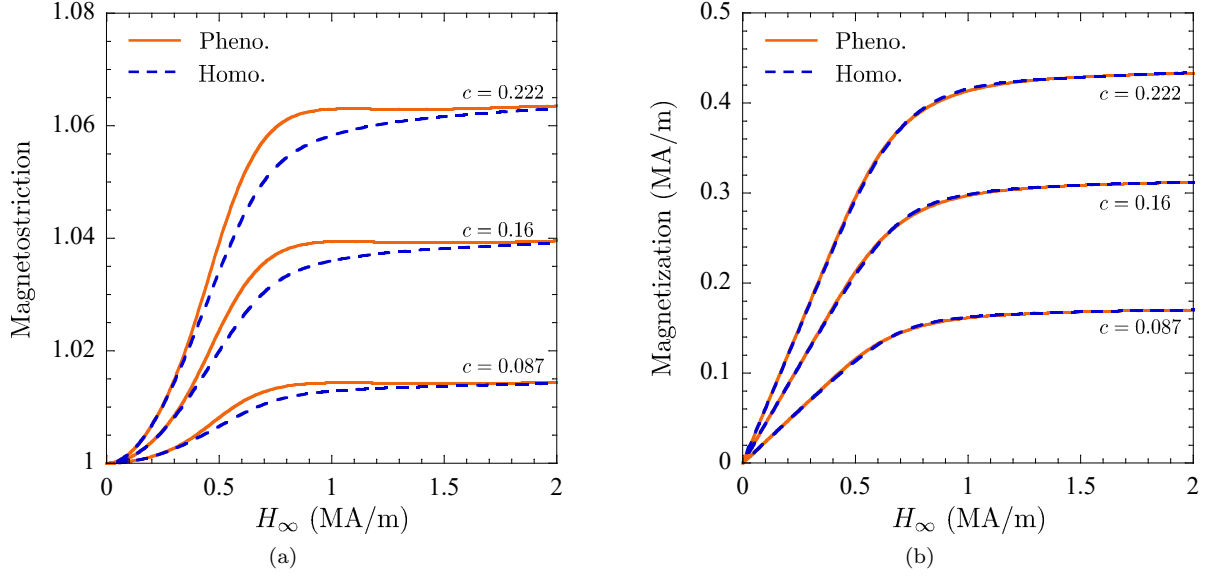 1.08
Pheno.
Homo.
c = 0.222
1.06
Magnetostriction
c = 0.16
1.04
1.02
c = 0.087
1
0 0.5 1 1.5 2
H∞ (MA/m)
(a)
0.5
Pheno.
Homo.
0.4
c = 0.222
Magnetization (MA/m)
0.3
c = 0.16
0.2
c = 0.087
0.1
0
0 0.5 1 1.5 2
H∞ (MA/m)
(b)